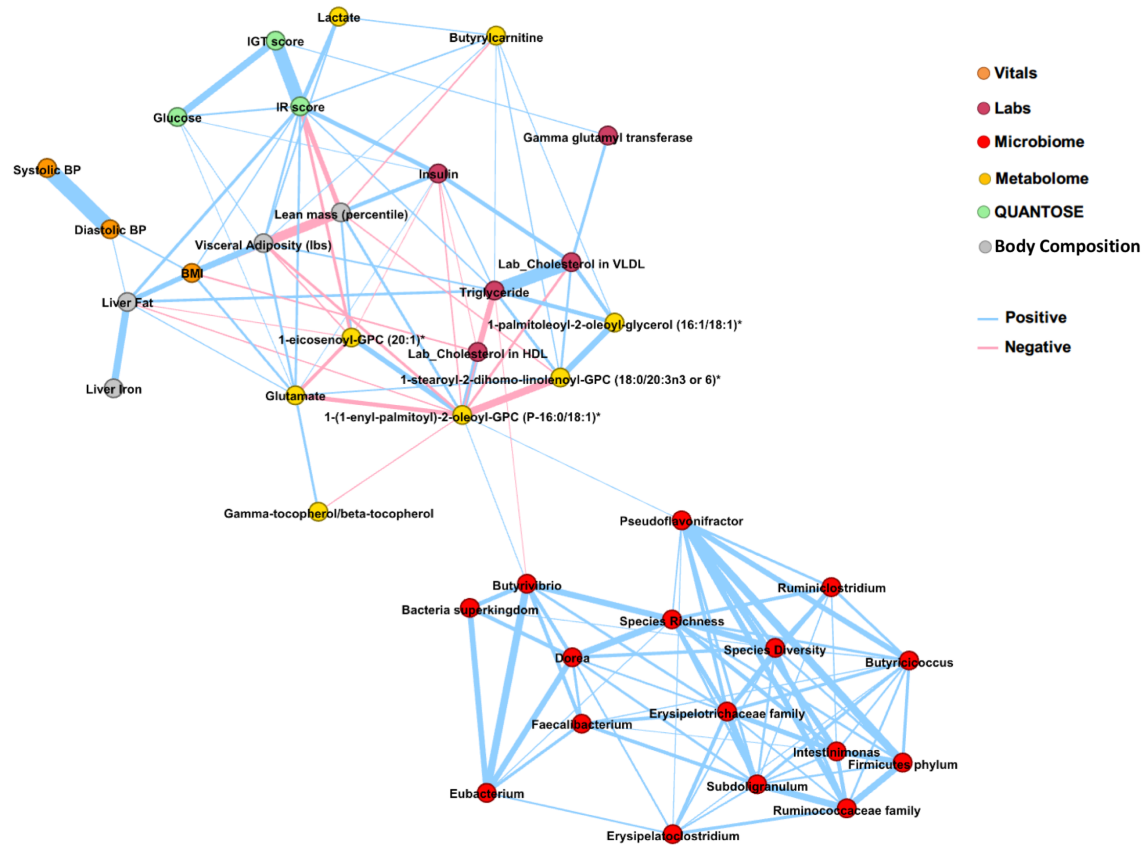 Lactate
IGT score
Butyrylcarnitine
Vitals
IR score
Labs
Glucose
Gamma glutamyl transferase
Microbiome
Systolic BP
Insulin
Metabolome
Lean mass (percentile)
QUANTOSE
Diastolic BP
Visceral Adiposity (lbs)
Body Composition
Lab_Cholesterol in VLDL
BMI
Triglyceride
Liver Fat
Positive
1-palmitoleoyl-2-oleoyl-glycerol (16:1/18:1)*
1-eicosenoyl-GPC (20:1)*
Negative
Lab_Cholesterol in HDL
1-stearoyl-2-dihomo-linolenoyl-GPC (18:0/20:3n3 or 6)*
Liver Iron
Glutamate
1-(1-enyl-palmitoyl)-2-oleoyl-GPC (P-16:0/18:1)*
Gamma-tocopherol/beta-tocopherol
Pseudoflavonifractor
Butyrivibrio
Ruminiclostridium
Bacteria superkingdom
Species Richness
Species Diversity
Dorea
Butyricicoccus
Erysipelotrichaceae family
Faecalibacterium
Intestinimonas
Firmicutes phylum
Subdoligranulum
Eubacterium
Ruminococcaceae family
Erysipelatoclostridium